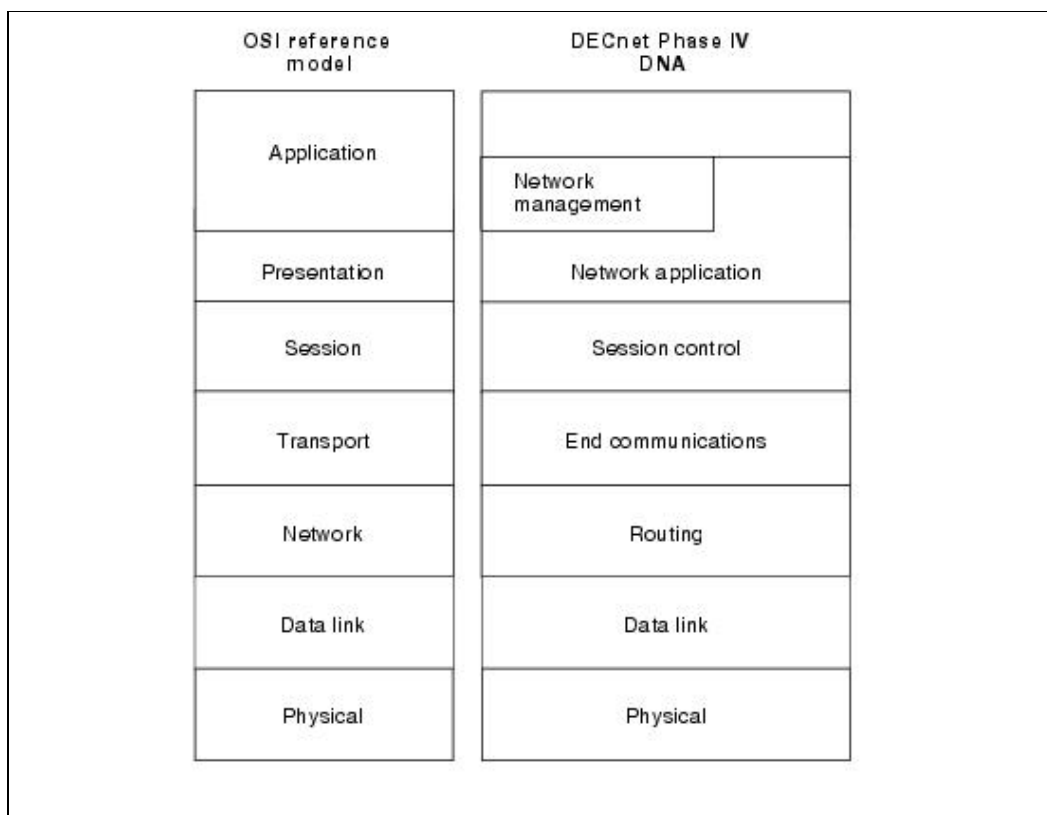 OSI reference
model
Application
Presentation
Session
Transport
Network
Data link
Physical
DECnet Phase IV
DNA
Network
management
Network application
Session control
End communications
Routing
Data link
Physical